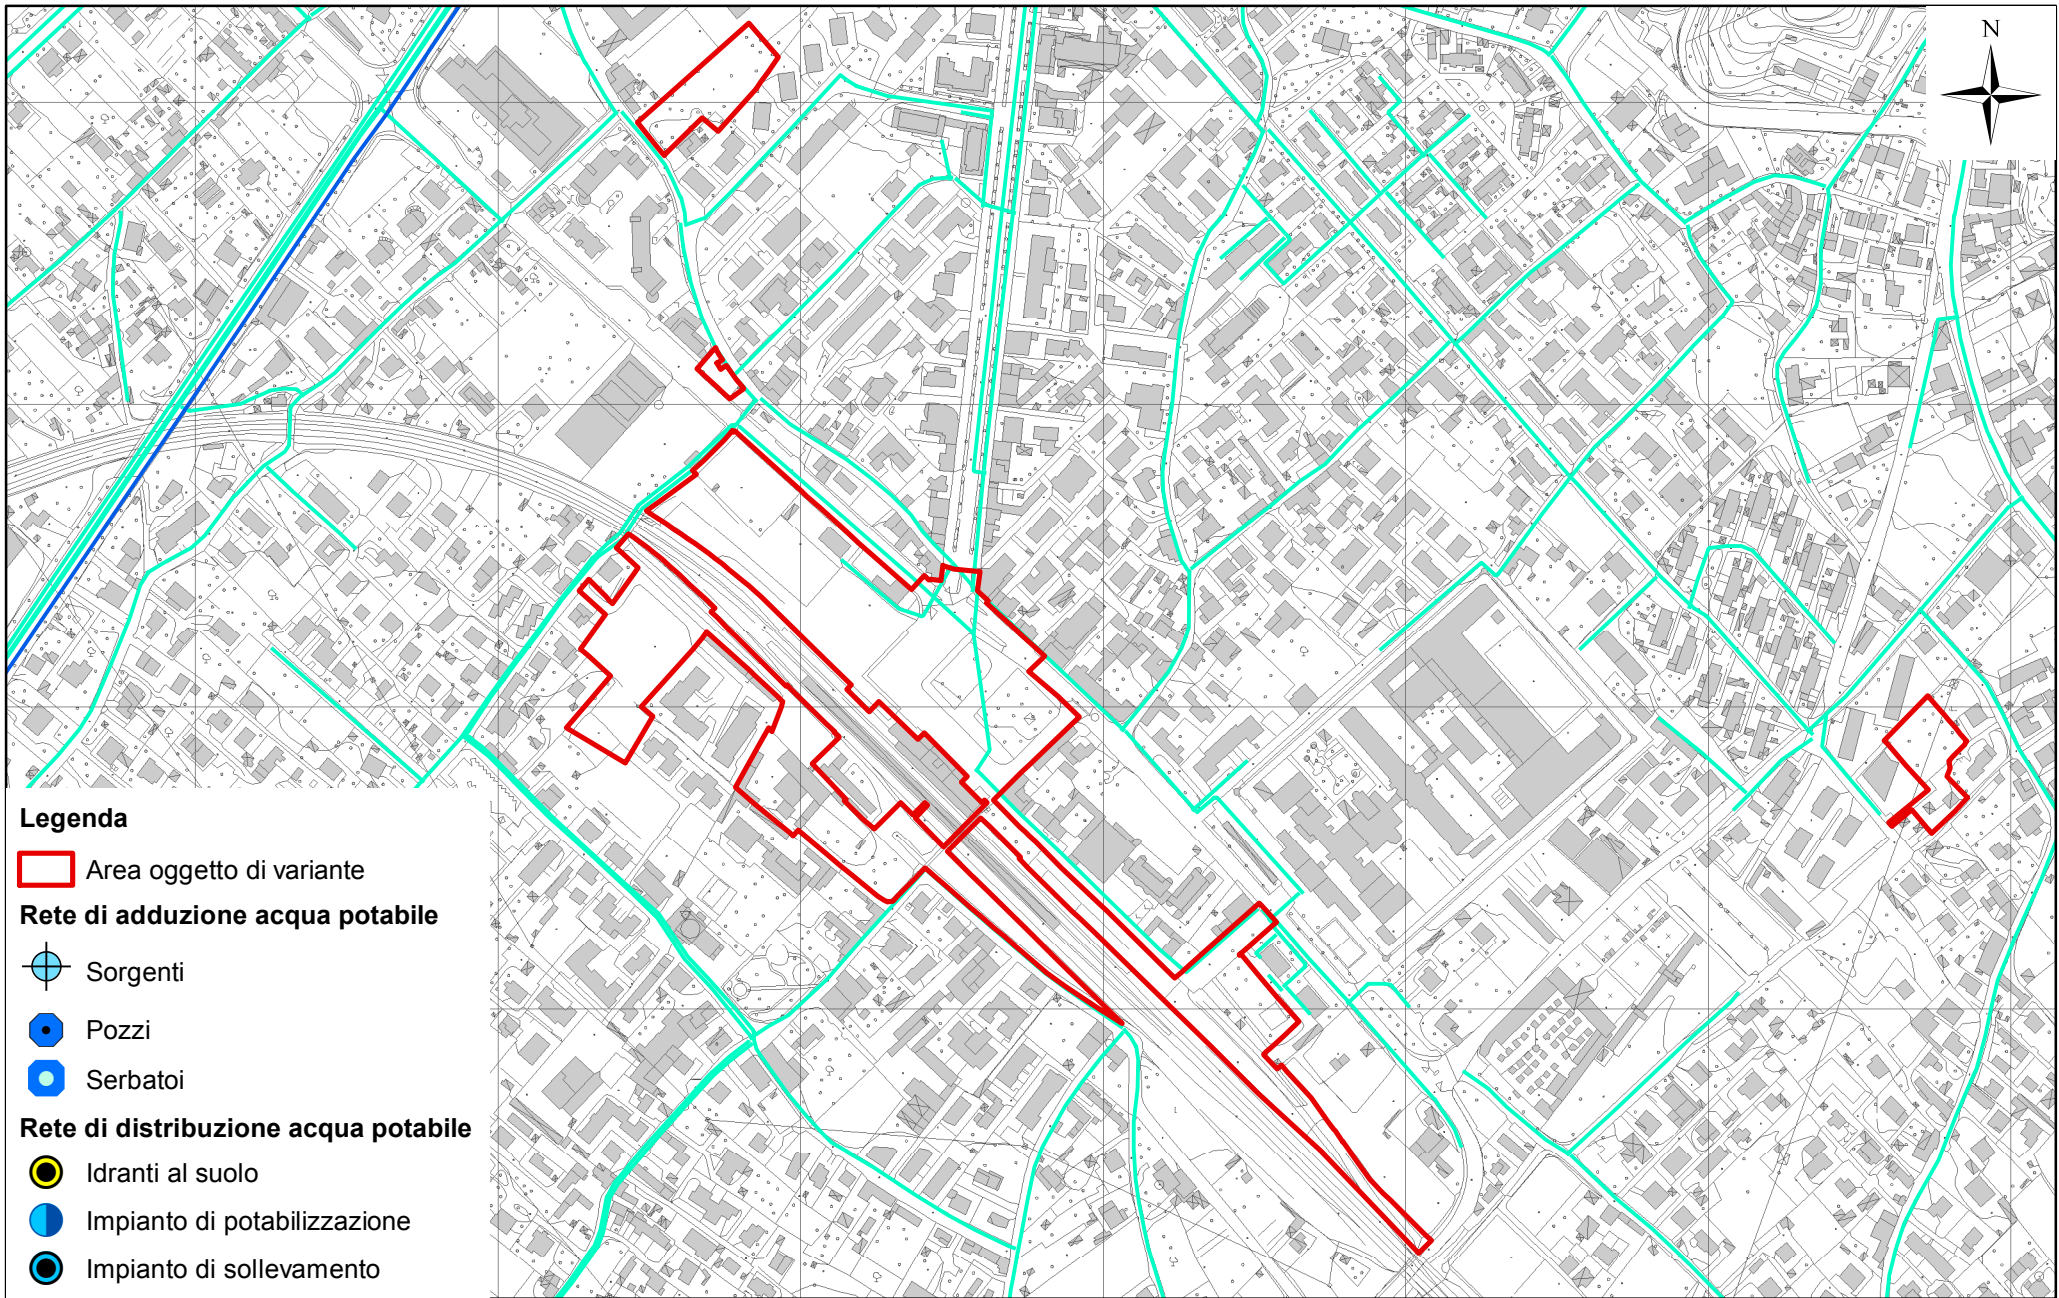 N
Legenda
Area oggetto di variante
Rete di adduzione acqua potabile
Sorgenti
Pozzi
Serbatoi
Rete di distribuzione acqua potabile
Idranti al suolo
Impianto di potabilizzazione
Impianto di sollevamento